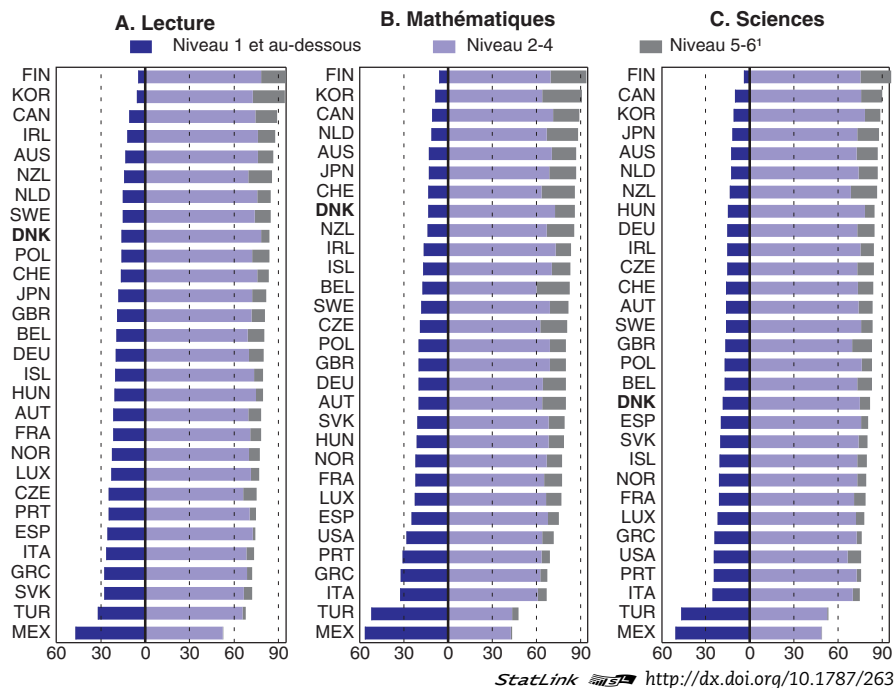 A. Lecture
B. Mathématiques
C. Sciences
Niveau 1 et au-dessous
Niveau 2-4
Niveau 5-6¹
FIN
KOR
CAN
IRL
AUS
NZL
NLD
SWE
DNK
POL
CHE
JPN
GBR
BEL
DEU
ISL
HUN
AUT
FRA
NOR
LUX
CZE
PRT
ESP
ITA
GRC
SVK
TUR
MEX
60 30 0 30 60 90
FIN
KOR
CAN
NLD
AUS
JPN
CHE
DNK
NZL
IRL
ISL
BEL
SWE
CZE
POL
GBR
DEU
AUT
SVK
HUN
NOR
FRA
LUX
ESP
USA
PRT
GRC
ITA
TUR
MEX
60 30 0 30 60 90
FIN
CAN
KOR
JPN
AUS
NLD
NZL
HUN
DEU
IRL
CZE
CHE
AUT
SWE
GBR
POL
BEL
DNK
ESP
SVK
ISL
NOR
FRA
LUX
GRC
USA
PRT
ITA
TUR
MEX
60 30 0 30 60 90
StatLink http://dx.doi.org/10.1787/263